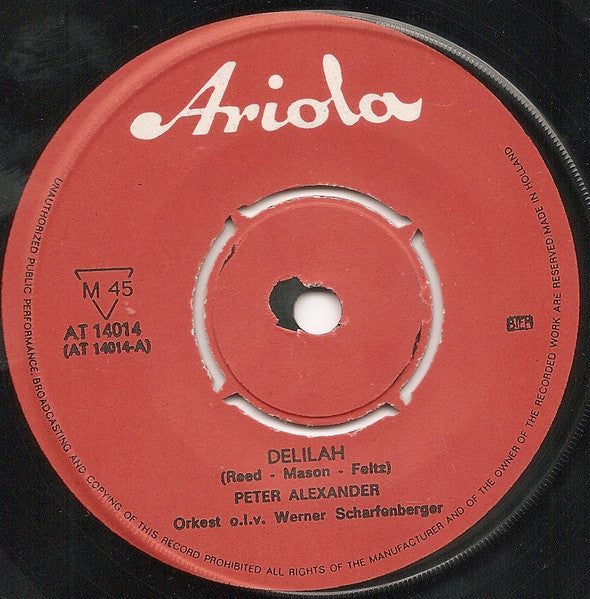 Ariola
M 45
AT 14014
(AT 14014-A)
BIEM
DELILAH
(Reed - Mason - Feltz)
PETER ALEXANDER
Orkest o.l.v. Werner Scharfenberger
UNAUTHORIZED PUBLIC PERFORMANCE, BROADCASTING AND COPYING OF THIS RECORD PROHIBITED ALL RIGHTS OF THE MANUFACTURER AND OF THE OWNER OF THE RECORDED WORK ARE RESERVED MADE IN HOLLAND